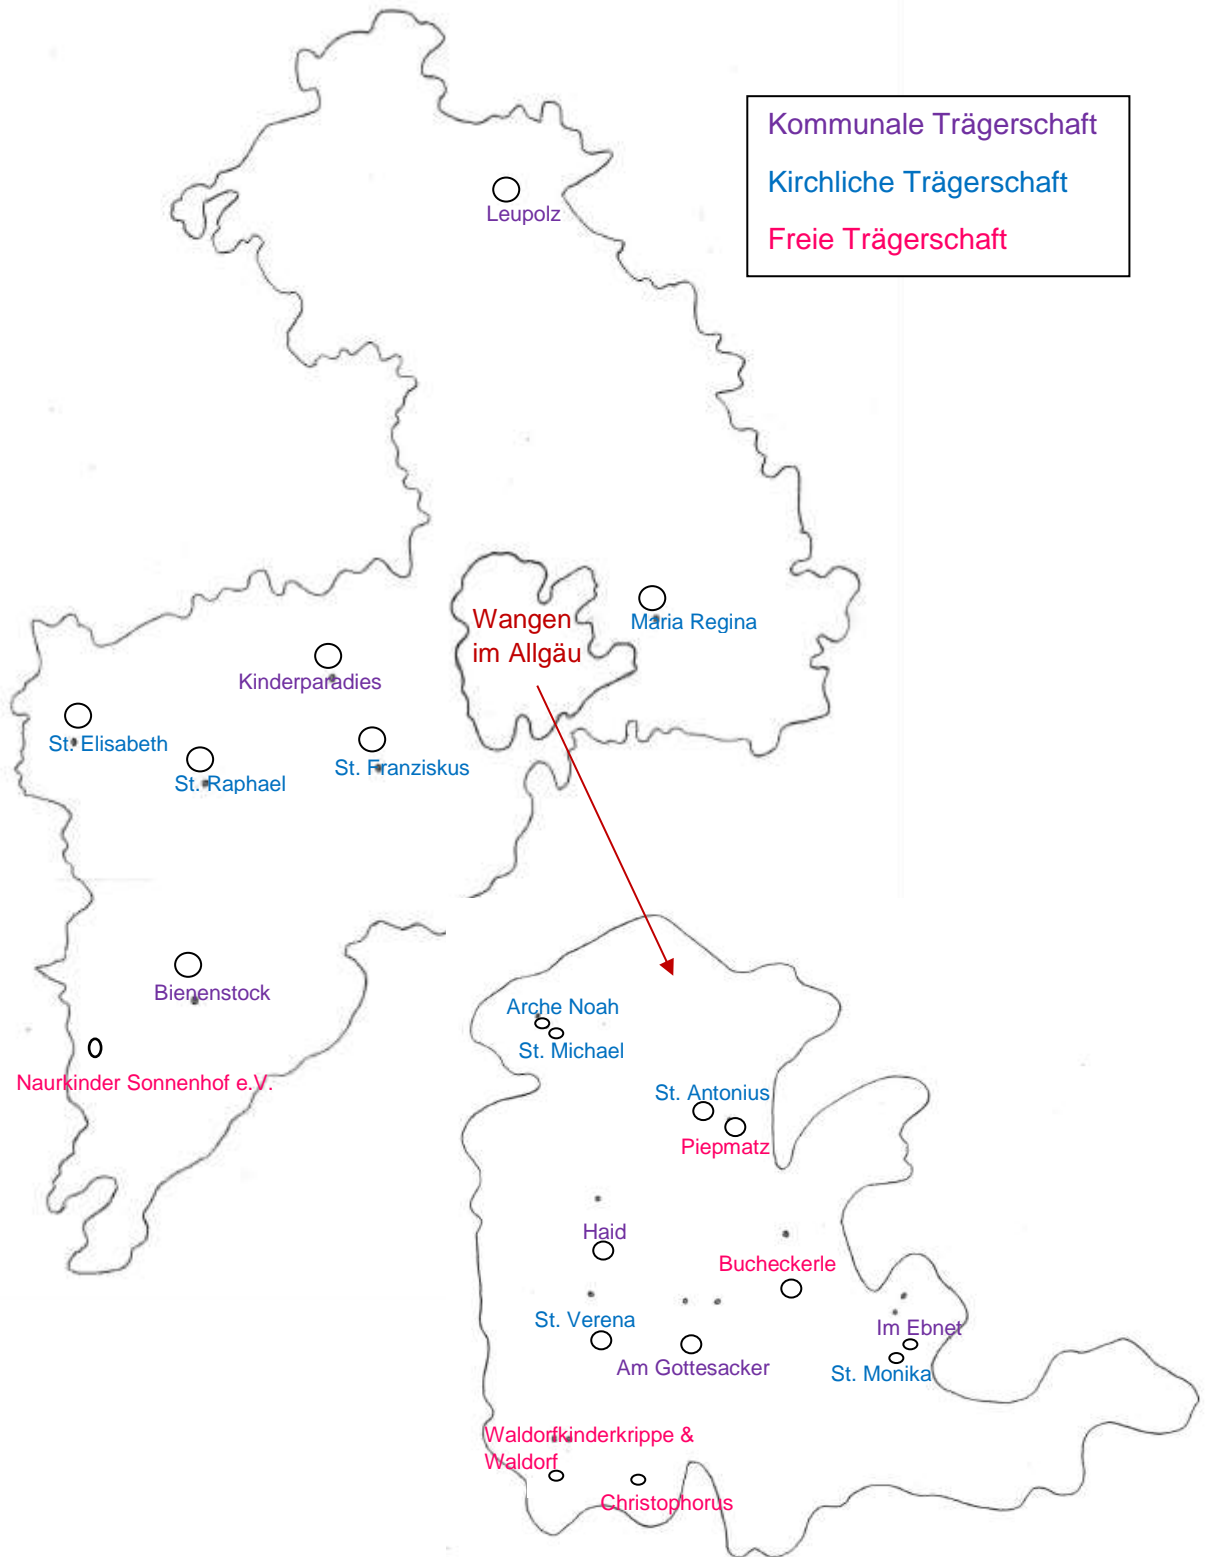 Kommunale Trägerschaft
Kirchliche Trägerschaft
Freie Trägerschaft
Leupolz
Wangen
im Allgäu
Maria Regina
Kinderparadies
St. Elisabeth
St. Raphael
St. Franziskus
Bienenstock
Naurkinder Sonnenhof e.V.
Arche Noah
St. Michael
St. Antonius
Piepmatz
Haid
Bucheckerle
St. Verena
Am Gottesacker
Im Ebnet
St. Monika
Waldorfkinderkrippe &
Waldorf
Christophorus